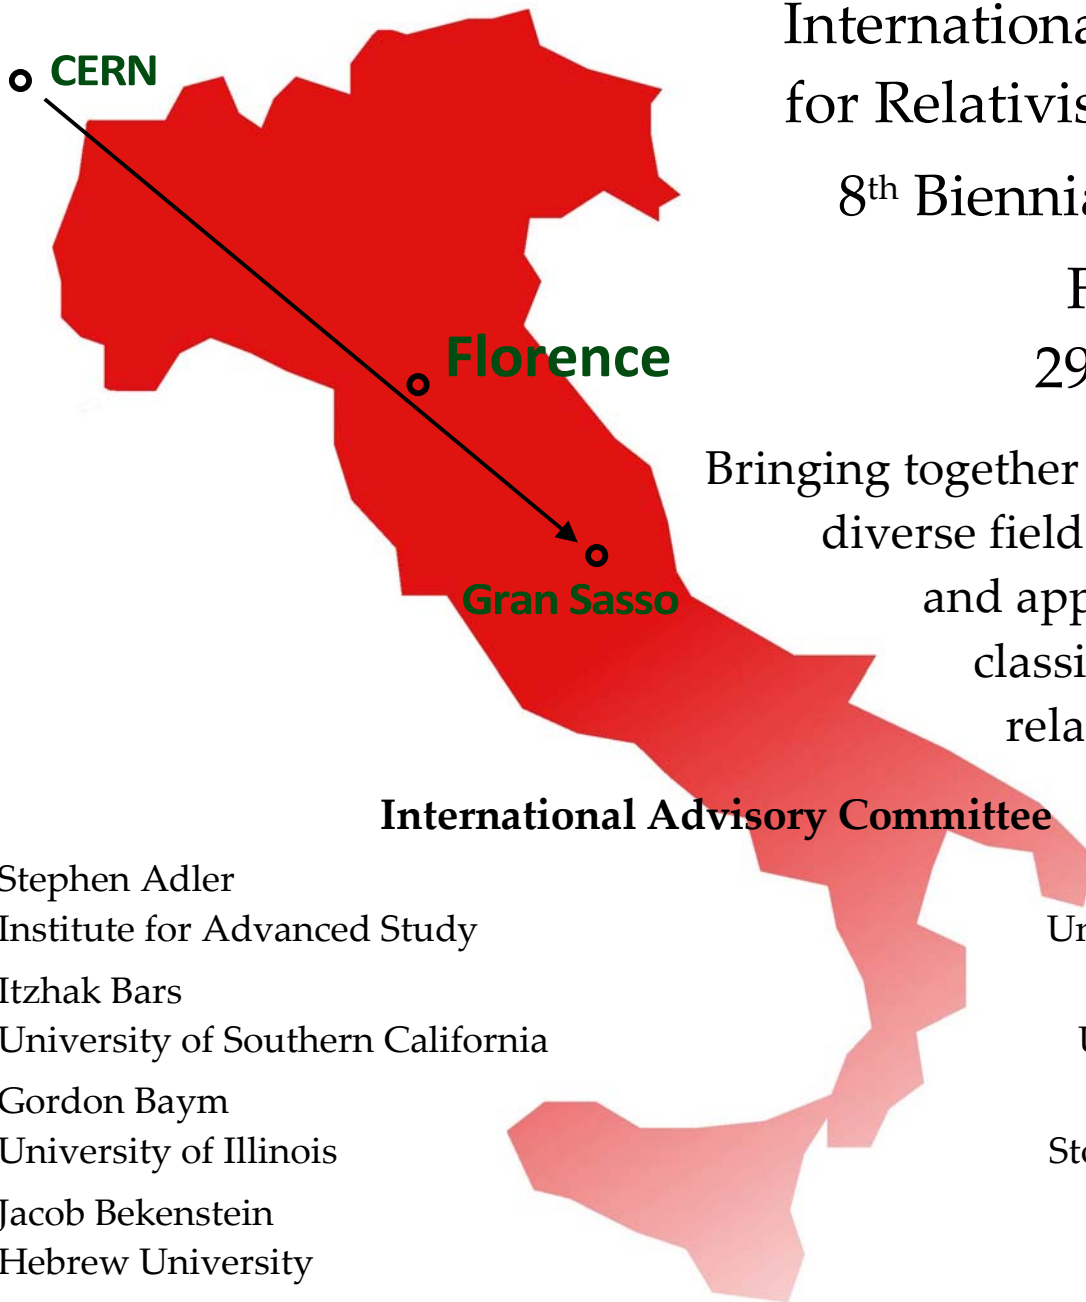 CERN
Internationa
for Relativis
8th Biennia
Florence
29
Bringing together
diverse field
and app
classi
rela
Gran Sasso
International Advisory Committee
Stephen Adler
Institute for Advanced Study
Itzhak Bars
University of Southern California
Gordon Baym
University of Illinois
Sto
Jacob Bekenstein
Hebrew University